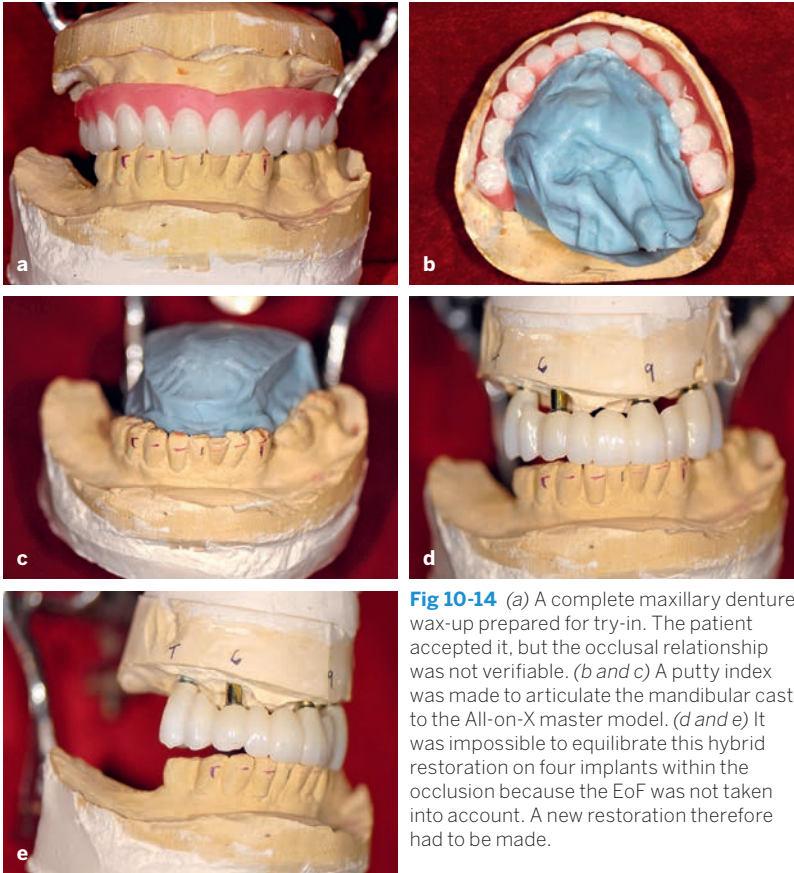 a
b
c
d
6
9
e
T
6
9
Fig 10-14 (a) A complete maxillary denture
wax-up prepared for try-in. The patient
accepted it, but the occlusal relationship
was not verifiable. (b and c) A putty index
was made to articulate the mandibular cast
to the All-on-X master model. (d and e) It
was impossible to equilibrate this hybrid
restoration on four implants within the
occlusion because the EoF was not taken
into account. A new restoration therefore
had to be made.